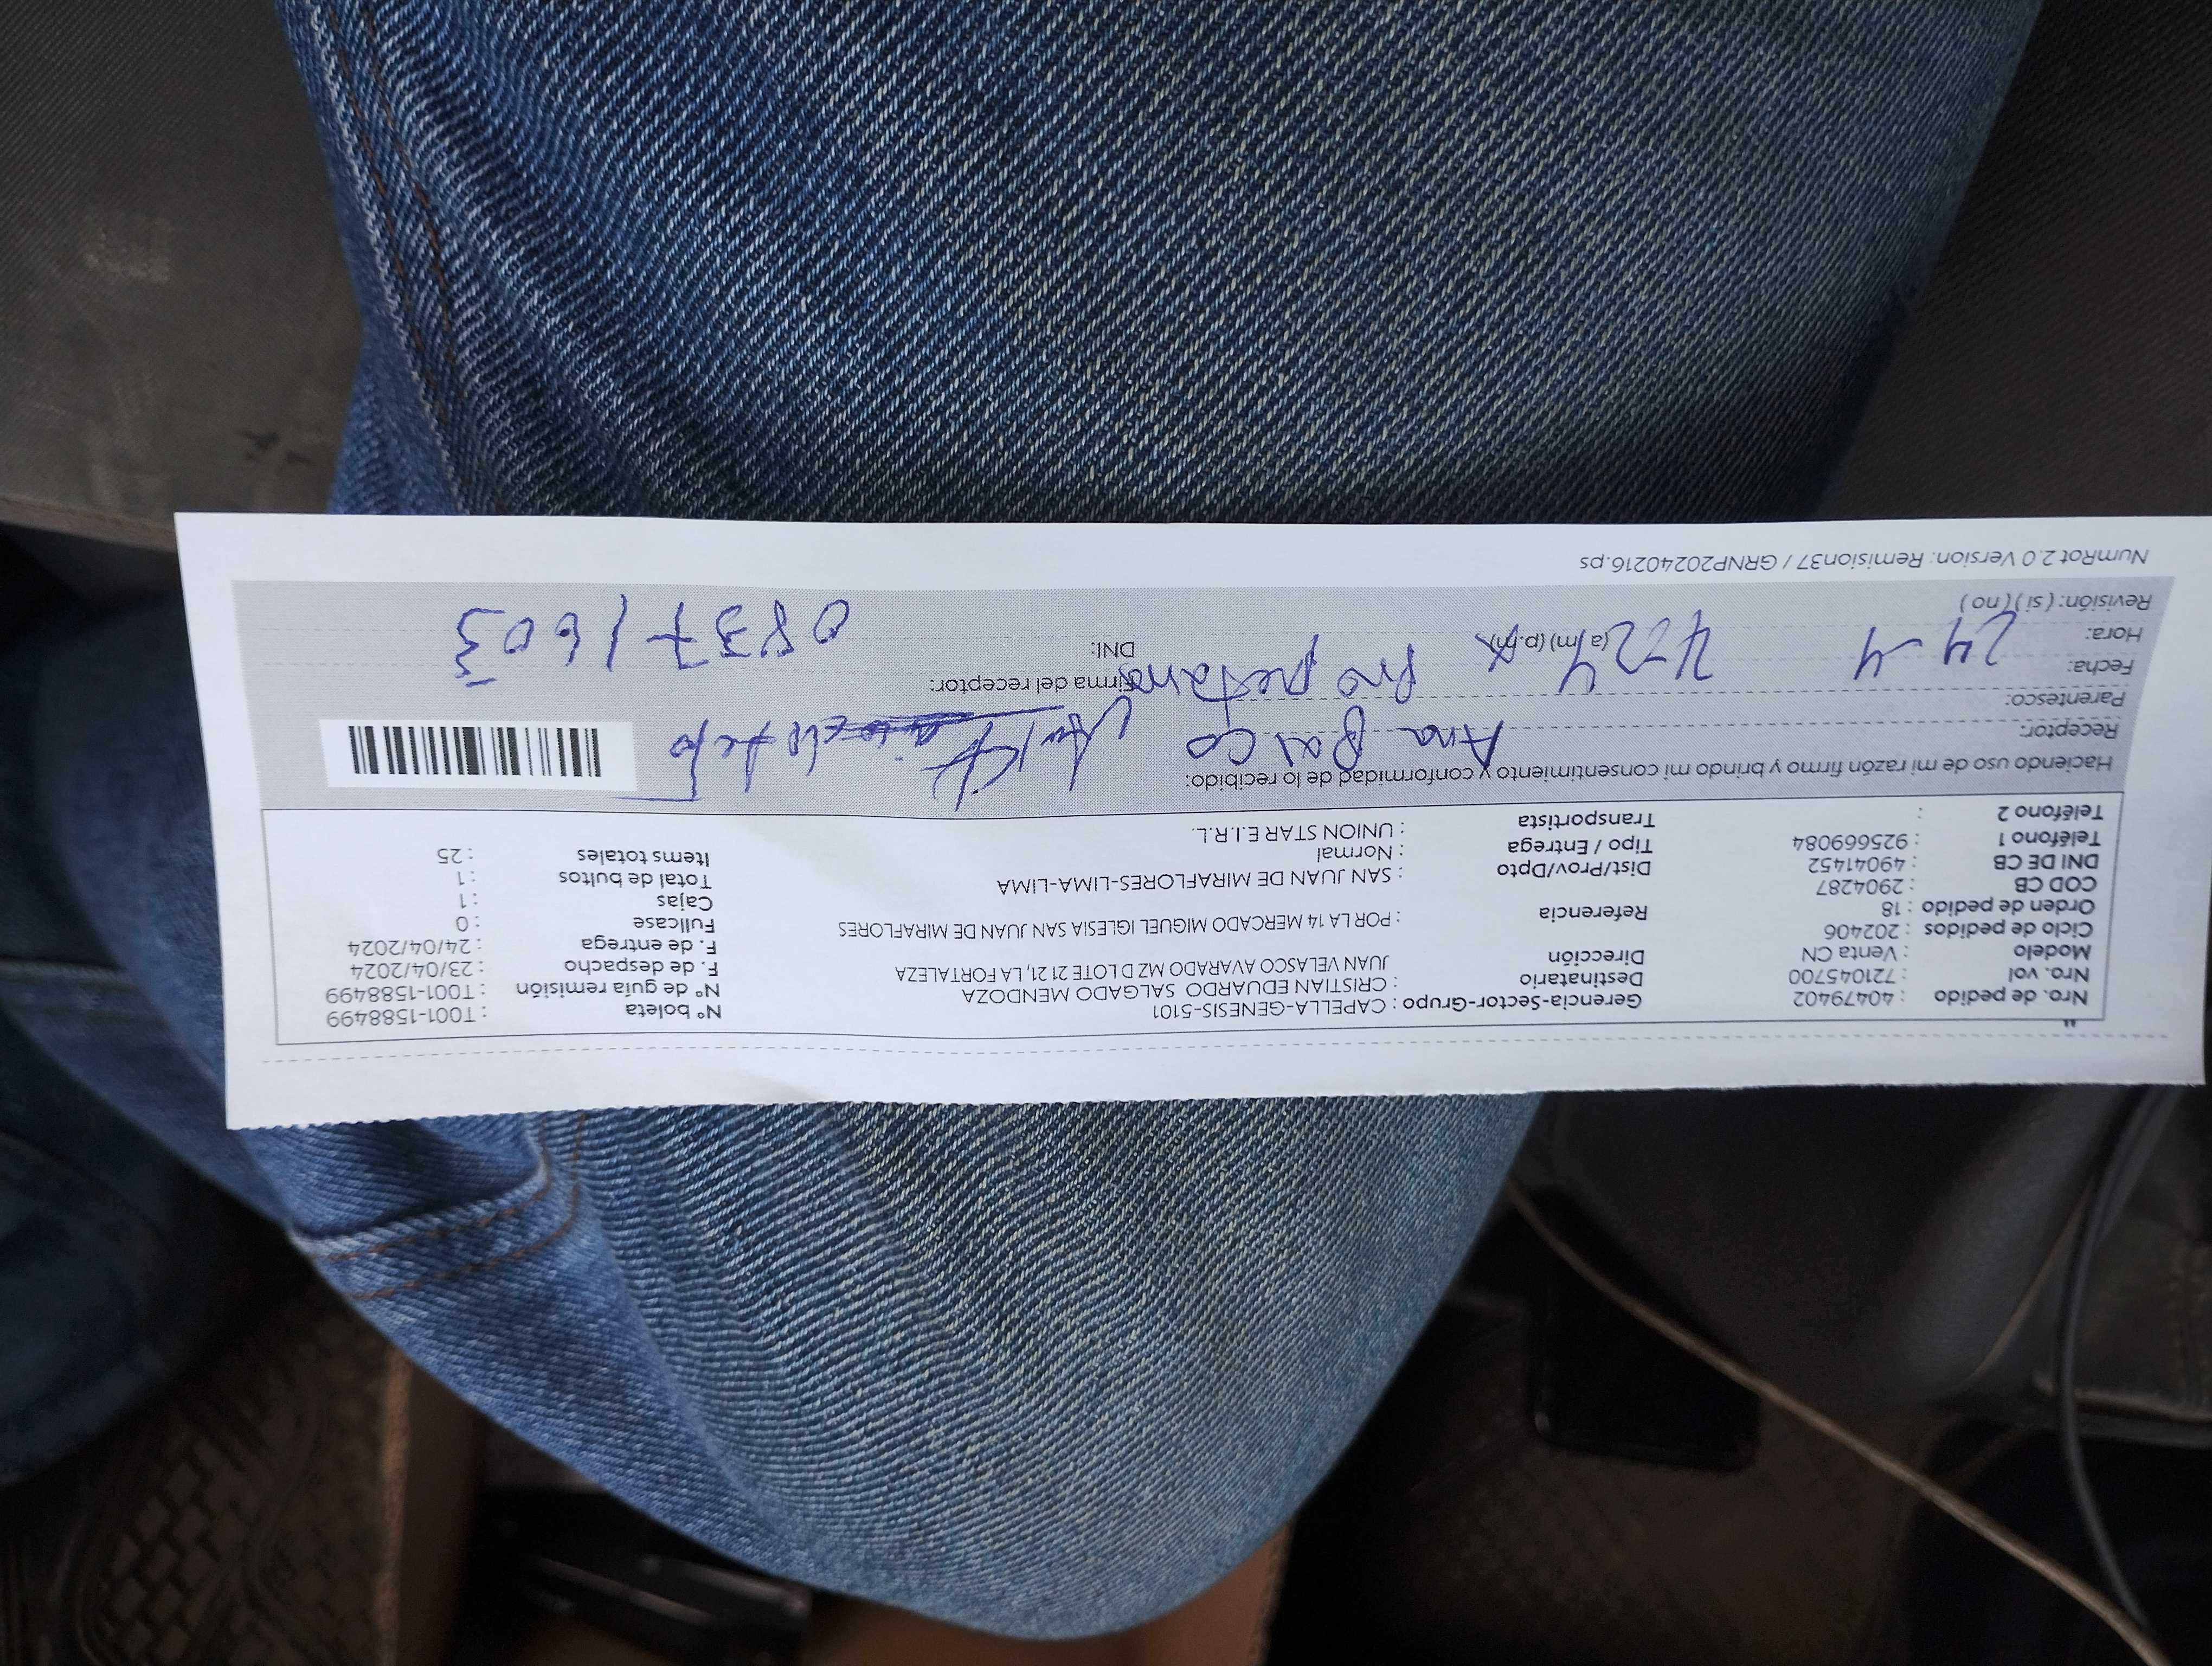 Nro. de pedido : 40479402 Gerencia-Sector-Grupo : CAPELLA-GENESIS-5101 N° boleta : T001-1588499
Nro. vol : 721045700 Destinatario : CRISTIAN EDUARDO SALGADO MENDOZA N° de guía remisión : T001-1588499
Modelo : Venta CN Dirección JUAN VELASCO AVARADO MZ D LOTE 21 21, LA FORTALEZA F. de despacho : 23/04/2024
Ciclo de pedidos : 202406 F. de entrega : 24/04/2024
Orden de pedido : 18 Referencia : POR LA 14 MERCADO MIGUEL IGLESIA SAN JUAN DE MIRAFLORES Fullcase : 0
COD CB : 2904287 Cajas : 1
DNI DE CB : 49041452 Dist/Prov/Dpto : SAN JUAN DE MIRAFLORES-LIMA-LIMA Total de bultos : 1
Teléfono 1 : 925669084 Tipo / Entrega : Normal Items totales : 25
Teléfono 2 : Transportista : UNION STAR E.I.R.L.
Haciendo uso de mi razón firmo y brindo mi consentimiento y conformidad de lo recibido:
Receptor: Ana
Parentesco:
Fecha: 24-4 Firma del receptor:
Hora: (a/m) (p.m) DNI: 08371603
Revisión: ( si ) ( no )
NumRot 2.0 Version: Remision37 / GRNP20240216.ps